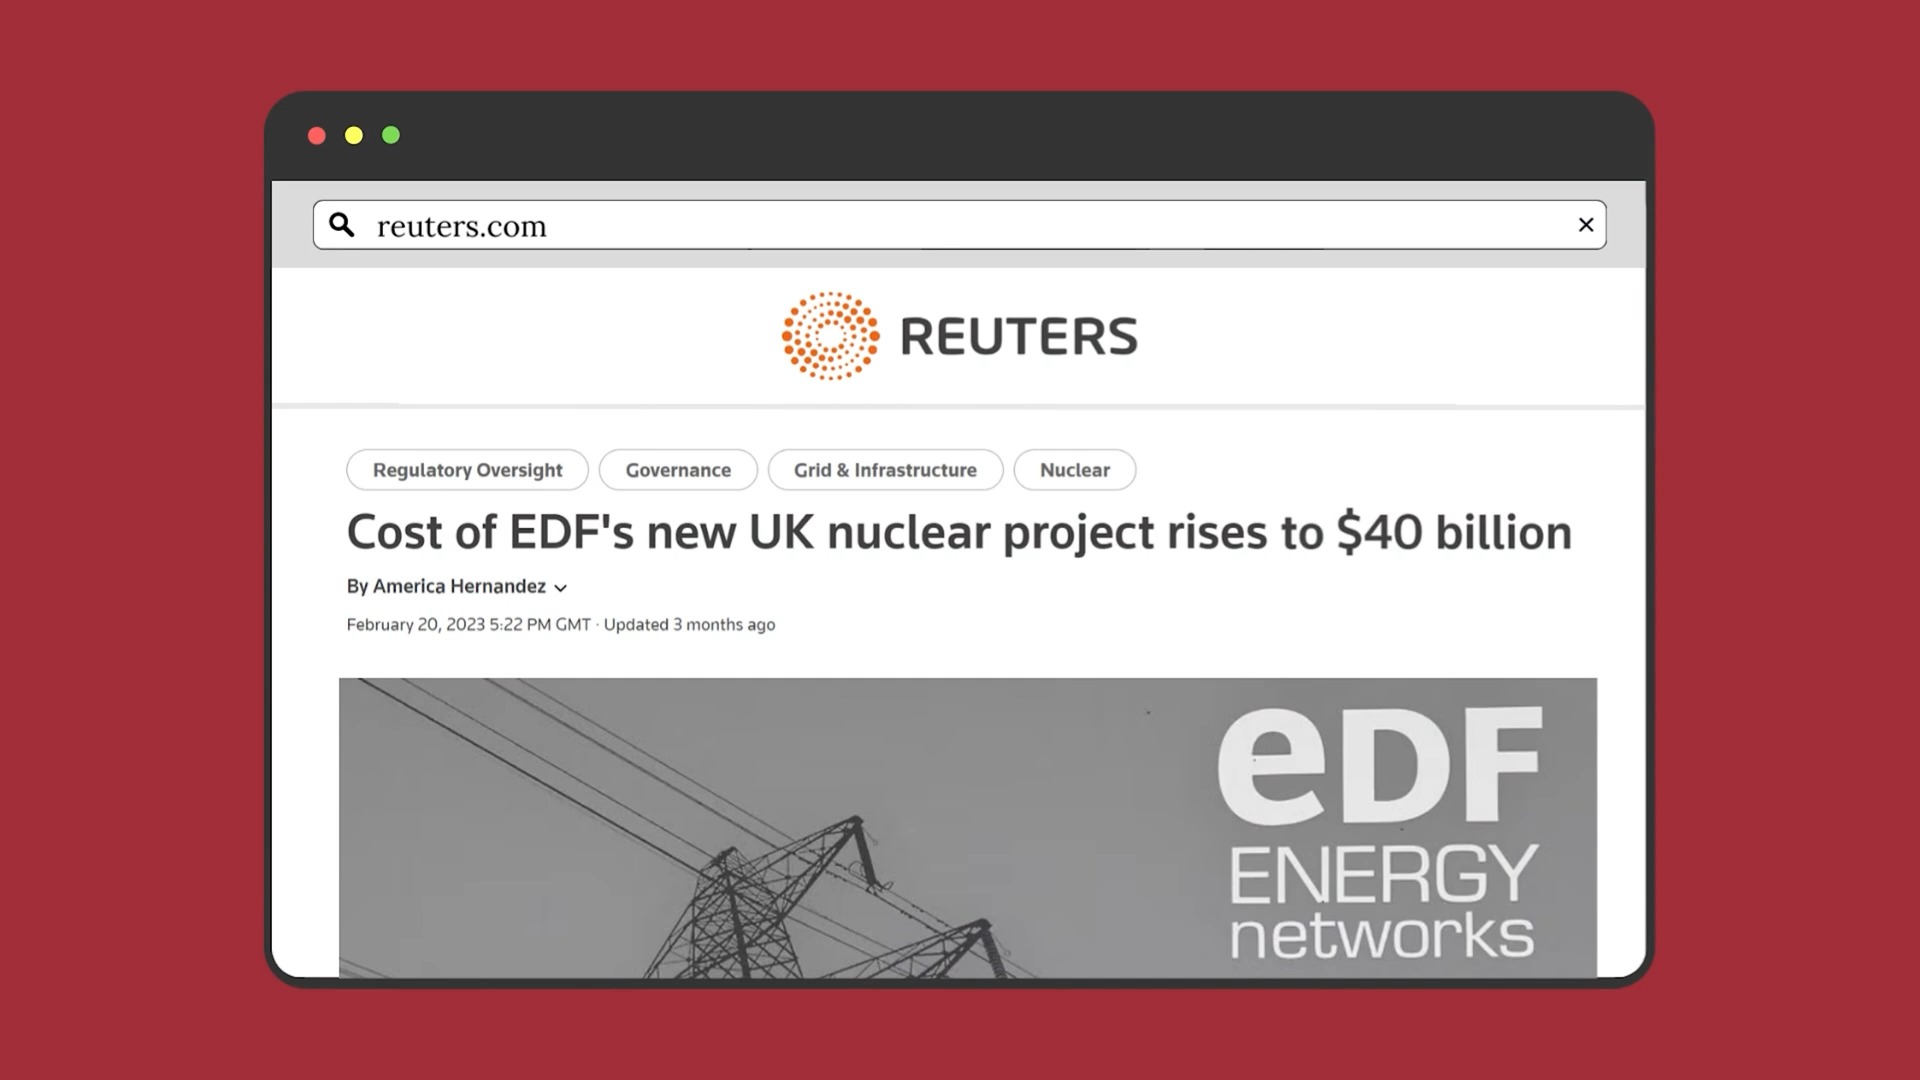 reuters.com
REUTERS
Regulatory Oversight Governance Grid & Infrastructure Nuclear
Cost of EDF's new UK nuclear project rises to $40 billion
By America Hernandez
February 20, 2023 5:22 PM GMT · Updated 3 months ago
eDF
ENERGY
networks